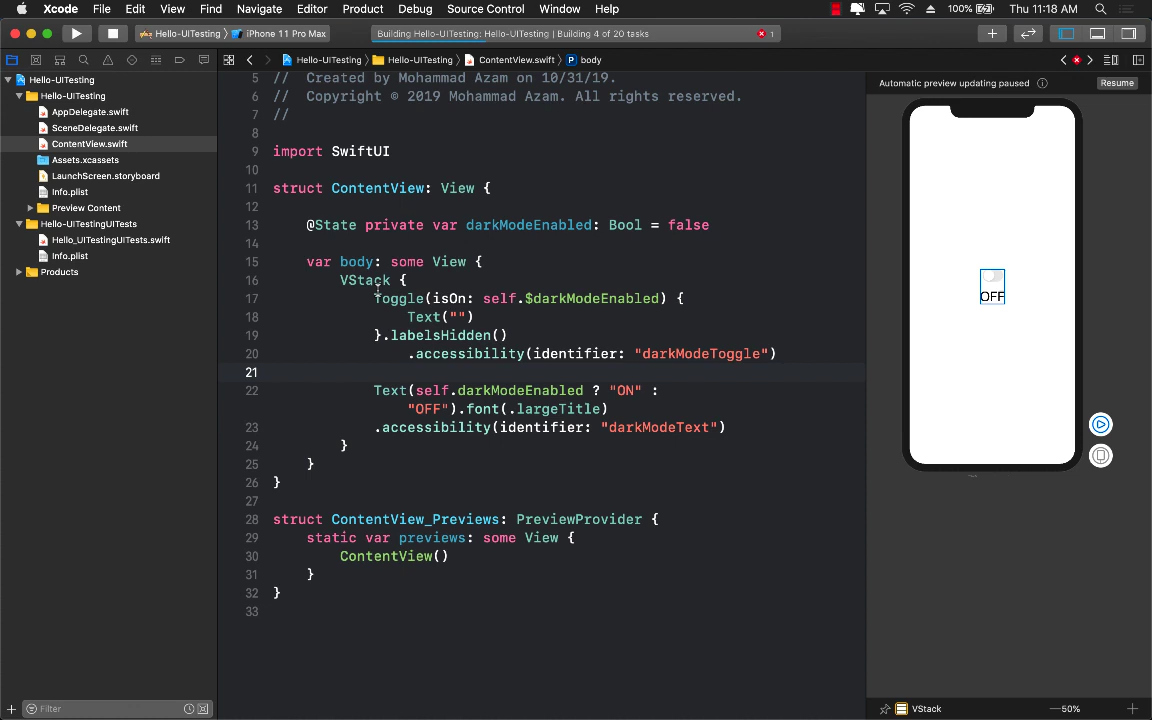 Xcode File Edit View Find Navigate Editor Product Debug Source Control Window Help 100% Thu 11:18 AM
Hello-UITesting iPhone 11 Pro Max Building Hello-UITesting: Hello-UITesting | Building 4 of 20 tasks 1
Hello-UITesting Hello-UITesting ContentView.swift body
Hello-UITesting
Hello-UITesting
AppDelegate.swift
SceneDelegate.swift
ContentView.swift
Assets.xcassets
LaunchScreen.storyboard
Info.plist
Preview Content
Hello-UITestingUITests
Hello_UITestingUITests.swift
Info.plist
Products
Filter
5 // Created by Mohammad Azam on 10/31/19.
6 // Copyright © 2019 Mohammad Azam. All rights reserved.
7 //
8
9 import SwiftUI
10
11 struct ContentView: View {
12
13 @State private var darkModeEnabled: Bool = false
14
15 var body: some View {
16 VStack {
17 Toggle(isOn: self.$darkModeEnabled) {
18 Text("")
19 }.labelsHidden()
20 .accessibility(identifier: "darkModeToggle")
21
22 Text(self.darkModeEnabled ? "ON" :
"OFF").font(.largeTitle)
23 .accessibility(identifier: "darkModeText")
24 }
25 }
26 }
27
28 struct ContentView_Previews: PreviewProvider {
29 static var previews: some View {
30 ContentView()
31 }
32 }
33
Automatic preview updating paused Resume
OFF
VStack 50%